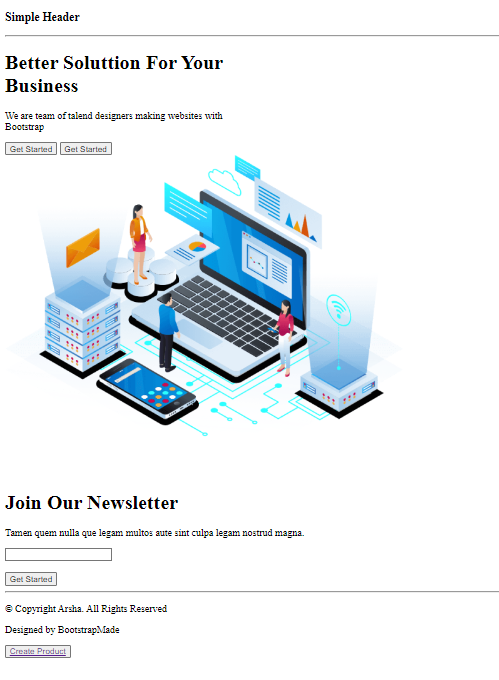 Simple Header
Better Soluttion For Your
Business
We are team of talend designers making websites with
Bootstrap
Get Started Get Started
Join Our Newsletter
Tamen quem nulla que legam multos aute sint culpa legam nostrud magna.
Get Started
© Copyright Arsha. All Rights Reserved
Designed by BootstrapMade
Create Product